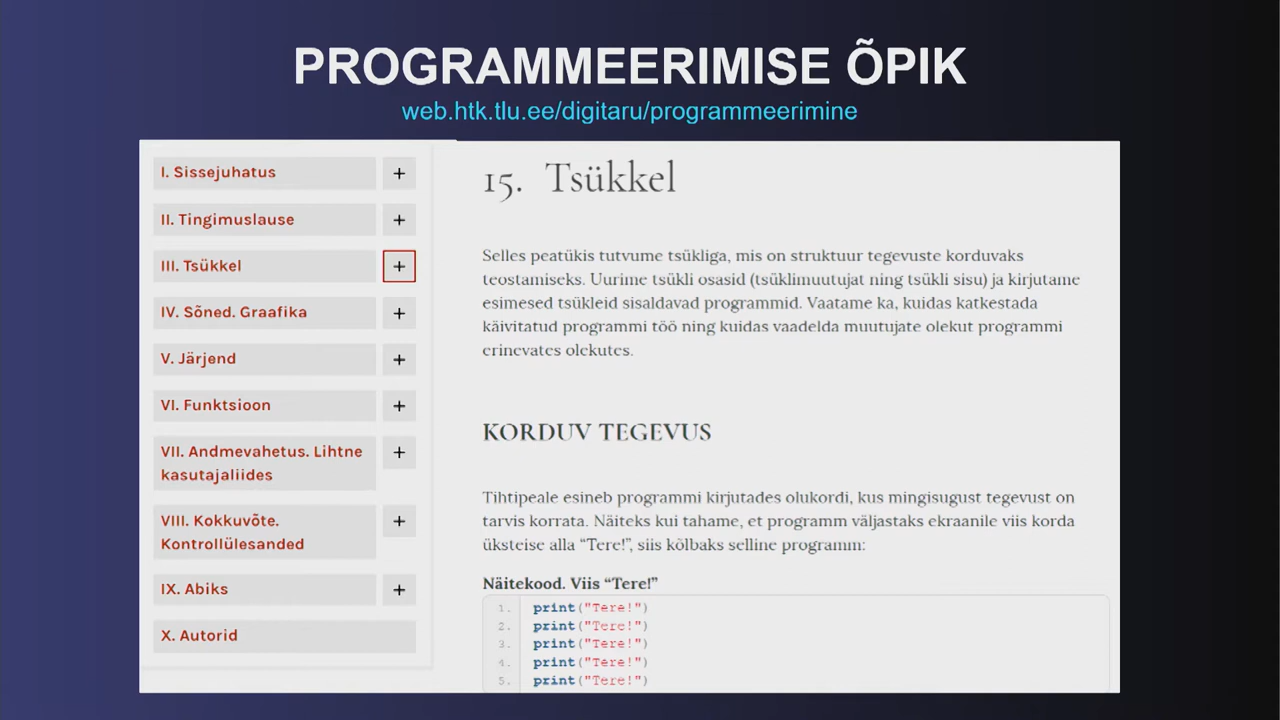 PROGRAMMEERIMISE ÕPIK
web.htk.tlu.ee/digitaru/programmeerimine
I. Sissejuhatus +
II. Tingimuslause +
III. Tsükkel +
IV. Sõned. Graafika +
V. Järjend +
VI. Funktsioon +
VII. Andmevahetus. Lihtne +
kasutajaliides
VIII. Kokkuvõte. +
Kontrollülesanded
IX. Abiks +
X. Autorid
15. Tsükkel
Selles peatükis tutvume tsükliga, mis on struktuur tegevuste korduvaks
teostamiseks. Uurime tsükli osasid (tsüklimuutujat ning tsükli sisu) ja kirjutame
esimesed tsükleid sisaldavad programmid. Vaatame ka, kuidas katkestada
käivitatud programmi töö ning kuidas vaadelda muutujate olekut programmi
erinevates olekutes.
KORDUV TEGEVUS
Tihtipeale esineb programmi kirjutades olukordi, kus mingisugust tegevust on
tarvis korrata. Näiteks kui tahame, et programm väljastaks ekraanile viis korda
üksteise alla “Tere!”, siis kõlbaks selline programm:
Näitekood. Viis “Tere!”
1. print("Tere!")
2. print("Tere!")
3. print("Tere!")
4. print("Tere!")
5. print("Tere!")